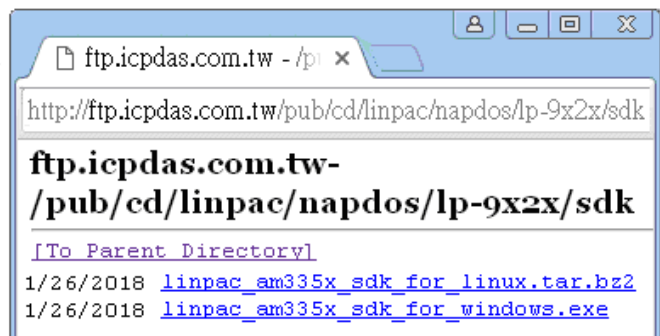 ftp.icpdas.com.tw - /p
http://ftp.icpdas.com.tw/pub/cd/linpac/napdos/lp-9x2x/sdk
ftp.icpdas.com.tw-
/pub/cd/linpac/napdos/lp-9x2x/sdk
[To Parent Directory]
1/26/2018 linpac_am335x_sdk_for_linux.tar.bz2
1/26/2018 linpac_am335x_sdk_for_windows.exe